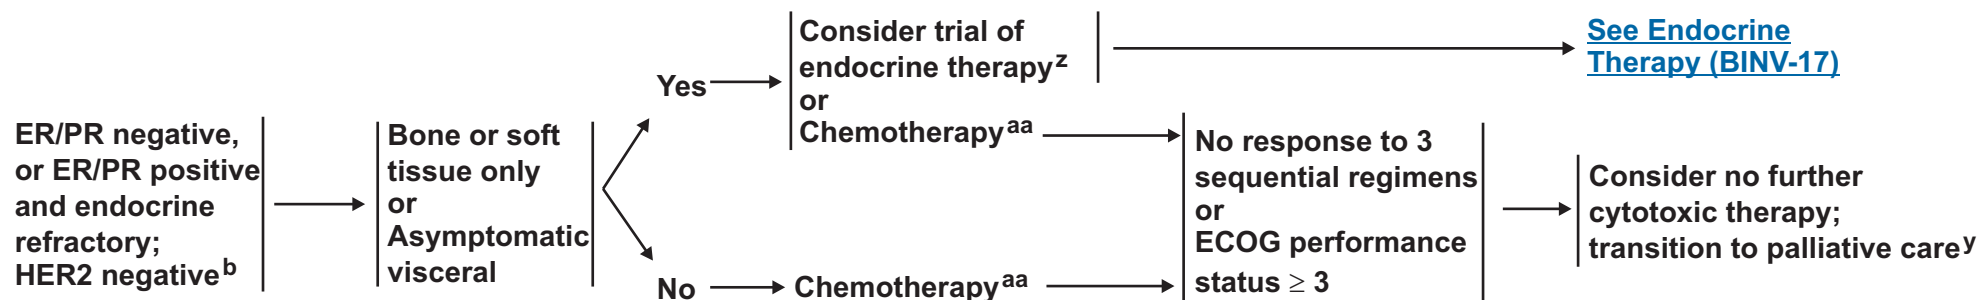 ER/PR negative,
or ER/PR positive
and endocrine
refractory;
HER2 negative b
Bone or soft
tissue only
or
Asymptomatic
visceral
Yes
Consider trial of
endocrine therapy z
or
Chemotherapy aa
See Endocrine
Therapy (BINV-17)
No
Chemotherapy aa
No response to 3
sequential regimens
or
ECOG performance
status ≥ 3
Consider no further
cytotoxic therapy;
transition to palliative care y